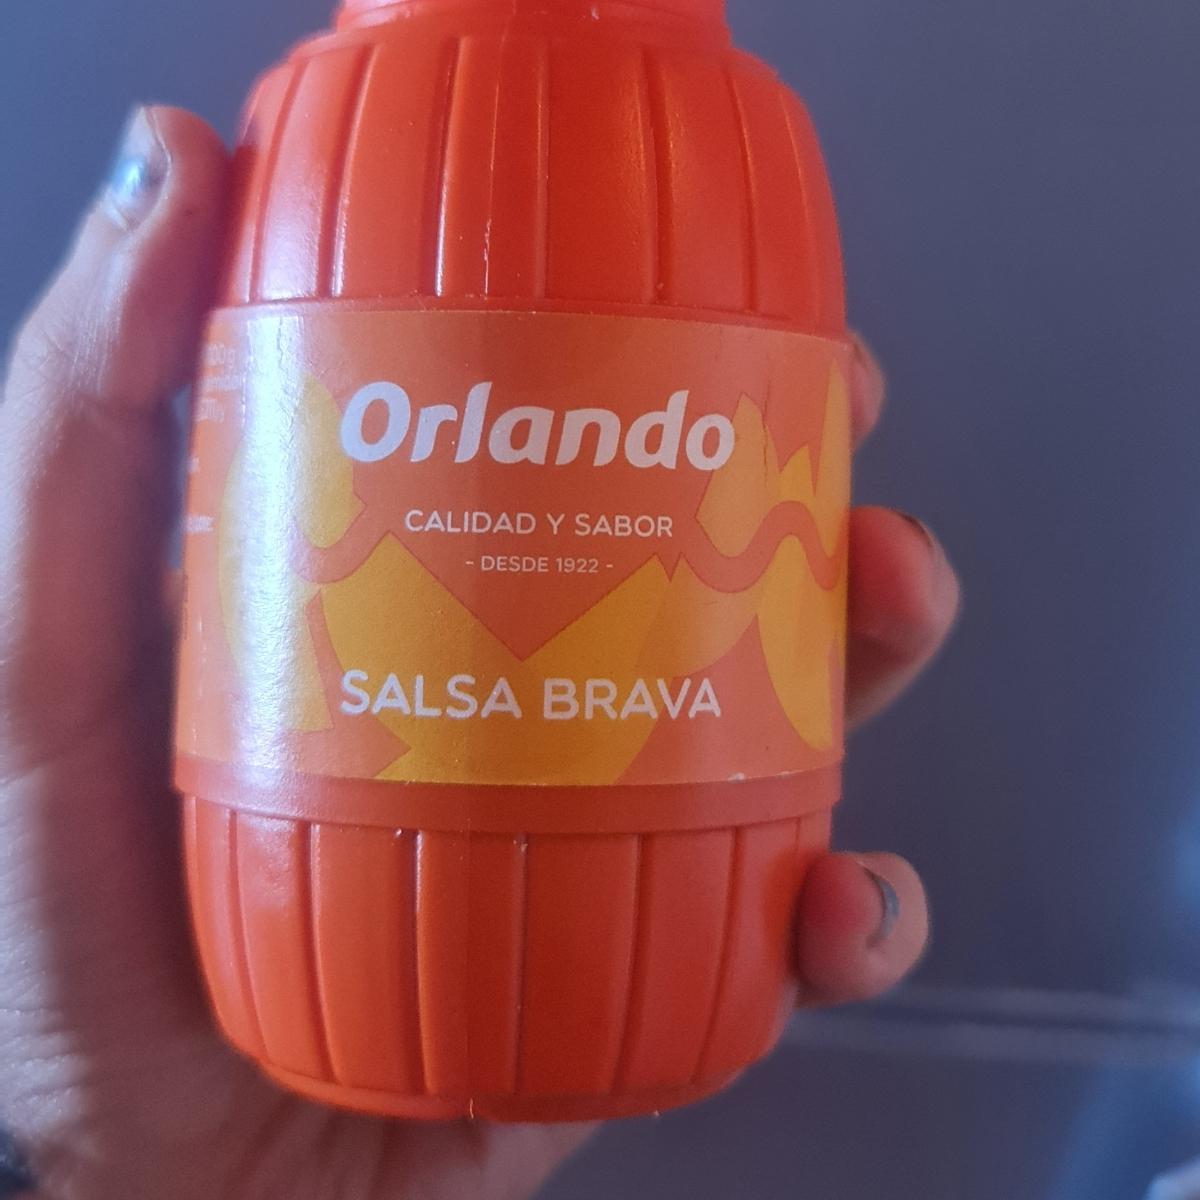 Orlando
CALIDAD Y SABOR
- DESDE 1922 -
SALSA BRAVA